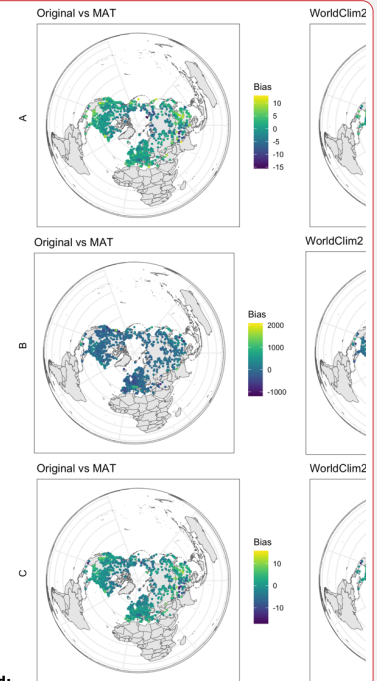 Original vs MAT
WorldClim2
A
Bias
10
5
0
-5
-10
-15
Original vs MAT
WorldClim2
B
Bias
2000
1000
0
-1000
Original vs MAT
WorldClim2
C
Bias
10
0
-10